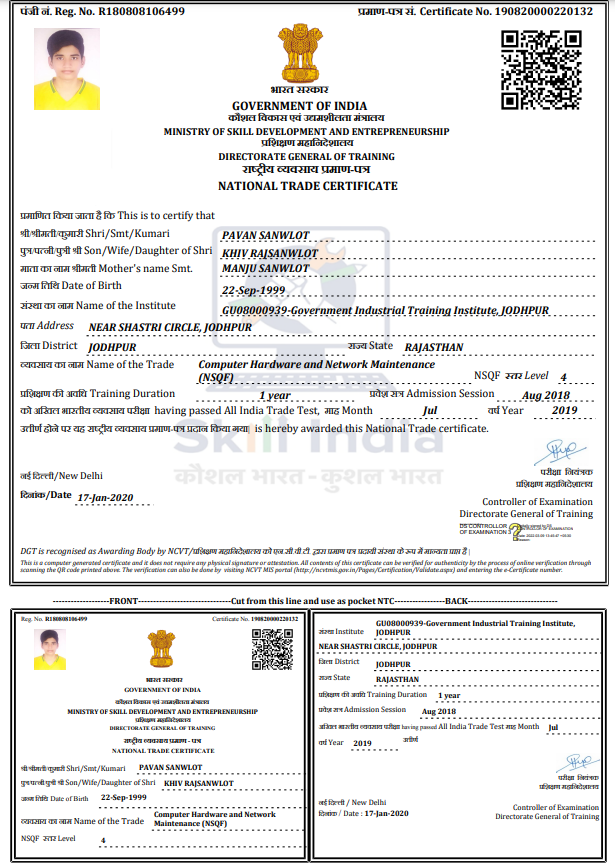 पंजी नं. Reg. No. R180808106499
प्रमाण-पत्र सं. Certificate No. 190820000220132
भारत सरकार
GOVERNMENT OF INDIA
कौशल विकास एवं उद्यमशीलता मंत्रालय
MINISTRY OF SKILL DEVELOPMENT AND ENTREPRENEURSHIP
प्रशिक्षण महानिदेशालय
DIRECTORATE GENERAL OF TRAINING
राष्ट्रीय व्यवसाय प्रमाण-पत्र
NATIONAL TRADE CERTIFICATE
प्रमाणित किया जाता है कि This is to certify that
श्री/श्रीमती/कुमारी Shri/Smt/Kumari PAVAN SANWLOT
पुत्र/पत्नी/पुत्री श्री Son/Wife/Daughter of Shri KHIV RAJSANWLOT
माता का नाम श्रीमती Mother's name Smt. MANJU SANWLOT
जन्म तिथि Date of Birth 22-Sep-1999
संस्था का नाम Name of the Institute GU08000939-Government Industrial Training Institute, JODHPUR
पता Address NEAR SHASTRI CIRCLE, JODHPUR
जिला District JODHPUR राज्य State RAJASTHAN
व्यवसाय का नाम Name of the Trade Computer Hardware and Network Maintenance
(NSQF) NSQF स्तर Level 4
प्रशिक्षण की अवधि Training Duration 1 year प्रवेश सत्र Admission Session Aug 2018
को अखिल भारतीय व्यवसाय परीक्षा having passed All India Trade Test, माह Month Jul वर्ष Year 2019
उतीर्ण होने पर यह राष्ट्रीय व्यवसाय प्रमाण-पत्र प्रदान किया गया is hereby awarded this National Trade certificate.
Skill India
कौशल भारत - कुशल भारत
नई दिल्ली/New Delhi
दिनांक/Date 17-Jan-2020
परीक्षा नियंत्रक
प्रशिक्षण महानिदेशालय
Controller of Examination
Directorate General of Training
DS CONTROLLER
OF EXAMINATION 3
DGT is recognised as Awarding Body by NCVT/प्रशिक्षण महानिदेशालय को एन सी वी टी द्वारा प्रमाण पत्र प्रदायी संस्था के रूप में मान्यता प्राप्त है |
This is a computer generated certificate and it does not require any physical signature or attestation. All contents of this certificate can be verified for authenticity by the process of online verification through
scanning the QR code printed above. The verification can also be done by visiting NCVT MIS portal (http://ncvtmis.gov.in/Pages/Certification/Validate.aspx) and entering the e-Certificate number.
--------------------FRONT--------------------Cut from this line and use as pocket NTC--------------------BACK--------------------
Reg. No. R180808106499 Certificate No. 190820000220132
भारत सरकार
GOVERNMENT OF INDIA
कौशल विकास एवं उद्यमशीलता मंत्रालय
MINISTRY OF SKILL DEVELOPMENT AND ENTREPRENEURSHIP
प्रशिक्षण महानिदेशालय
DIRECTORATE GENERAL OF TRAINING
राष्ट्रीय व्यवसाय प्रमाण - पत्र
NATIONAL TRADE CERTIFICATE
श्री/श्रीमती/कुमारी Shri/Smt/Kumari PAVAN SANWLOT
पुत्र/पत्नी/पुत्री श्री Son/Wife/Daughter of Shri KHIV RAJSANWLOT
जन्म तिथि Date of Birth 22-Sep-1999
व्यवसाय का नाम Name of the Trade Computer Hardware and Network
Maintenance (NSQF)
NSQF स्तर Level 4
संस्था Institute GU08000939-Government Industrial Training Institute,
JODHPUR
NEAR SHASTRI CIRCLE, JODHPUR
जिला District JODHPUR
राज्य State RAJASTHAN
प्रशिक्षण की अवधि Training Duration 1 year
प्रवेश सत्र Admission Session Aug 2018
अखिल भारतीय व्यवसाय परीक्षा having passed All India Trade Test माह Month Jul
वर्ष Year 2019 उत्तीर्ण
परीक्षा नियंत्रक
प्रशिक्षण महानिदेशालय
नई दिल्ली / New Delhi
दिनांक / Date : 17-Jan-2020
Controller of Examination
Directorate General of Training